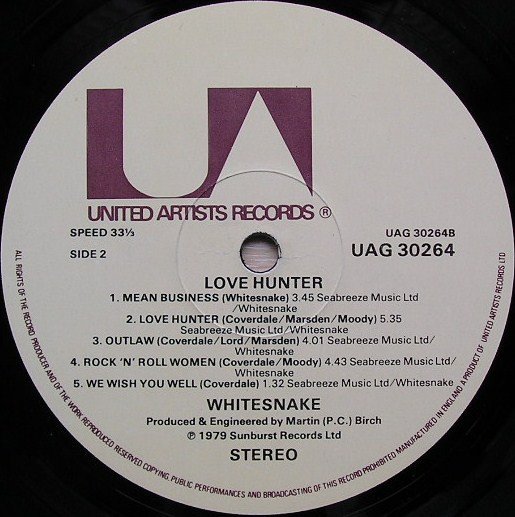 UA
UNITED ARTISTS RECORDS ®
SPEED 33⅓
UAG 30264B
SIDE 2
UAG 30264
LOVE HUNTER
1. MEAN BUSINESS (Whitesnake) 3.45 Seabreeze Music Ltd
/Whitesnake
2. LOVE HUNTER (Coverdale/Marsden/Moody) 5.35
Seabreeze Music Ltd/Whitesnake
3. OUTLAW (Coverdale/Lord/Marsden) 4.01 Seabreeze Music Ltd/
Whitesnake
4. ROCK 'N' ROLL WOMEN (Coverdale/Moody) 4.43 Seabreeze Music Ltd/
Whitesnake
5. WE WISH YOU WELL (Coverdale) 1.32 Seabreeze Music Ltd/Whitesnake
WHITESNAKE
Produced & Engineered by Martin (P.C.) Birch
℗ 1979 Sunburst Records Ltd
STEREO
ALL RIGHTS OF THE RECORD PRODUCER AND OF THE OWNER OF THE WORK REPRODUCED RESERVED COPYING, PUBLIC PERFORMANCES AND BROADCASTING OF THIS RECORD PROHIBITED MANUFACTURED IN ENGLAND A PRODUCT OF UNITED ARTISTS RECORDS LTD